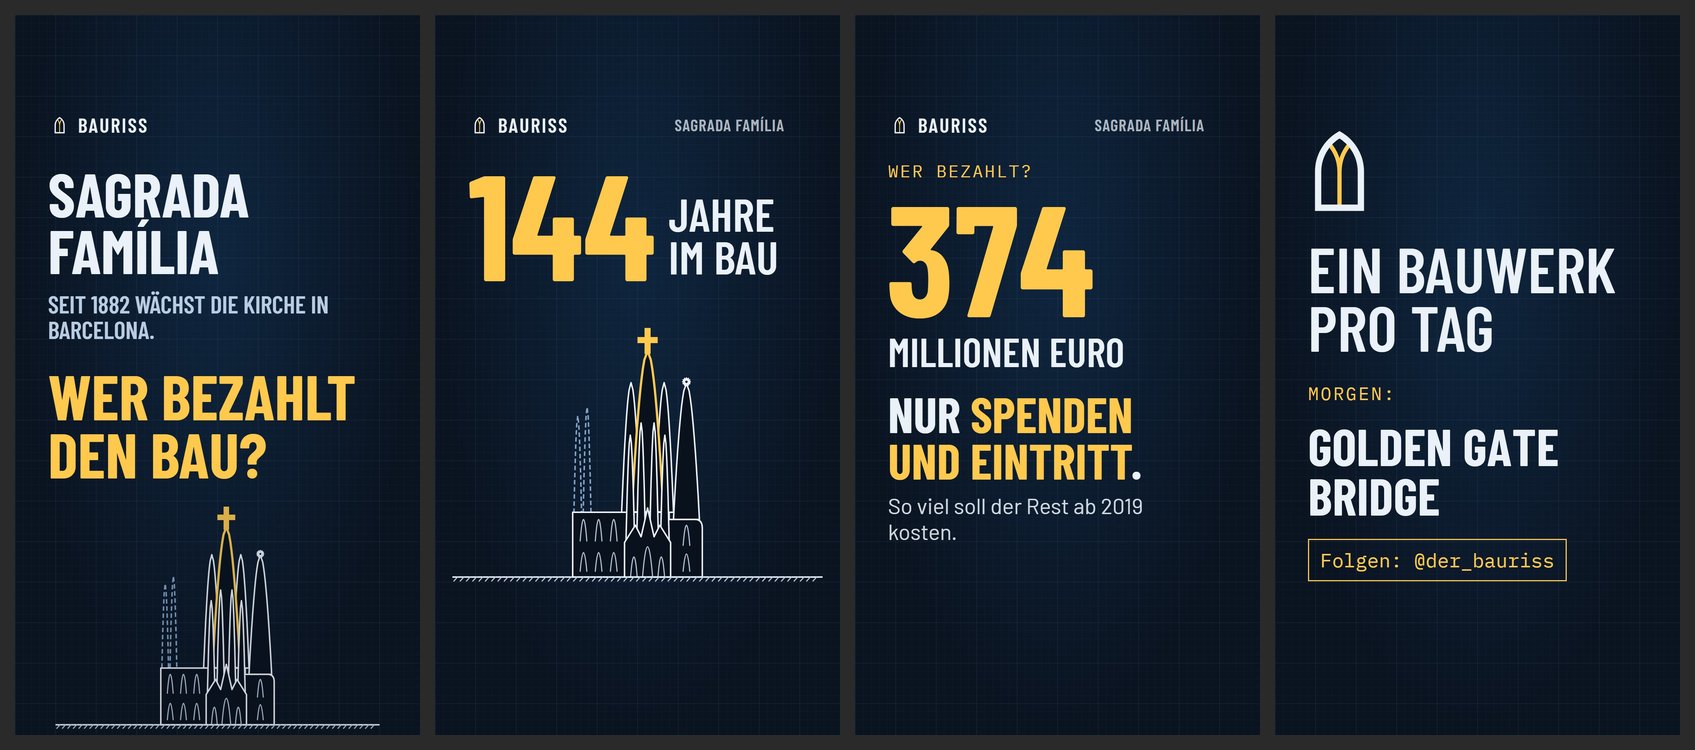 BAURISS
SAGRADA
FAMÍLIA
SEIT 1882 WÄCHST DIE KIRCHE IN
BARCELONA.
WER BEZAHLT
DEN BAU?
BAURISS
SAGRADA FAMÍLIA
144
JAHRE
IM BAU
BAURISS
SAGRADA FAMÍLIA
WER BEZAHLT?
374
MILLIONEN EURO
NUR SPENDEN
UND EINTRITT.
So viel soll der Rest ab 2019
kosten.
EIN BAUWERK
PRO TAG
MORGEN:
GOLDEN GATE
BRIDGE
Folgen: @der_bauriss